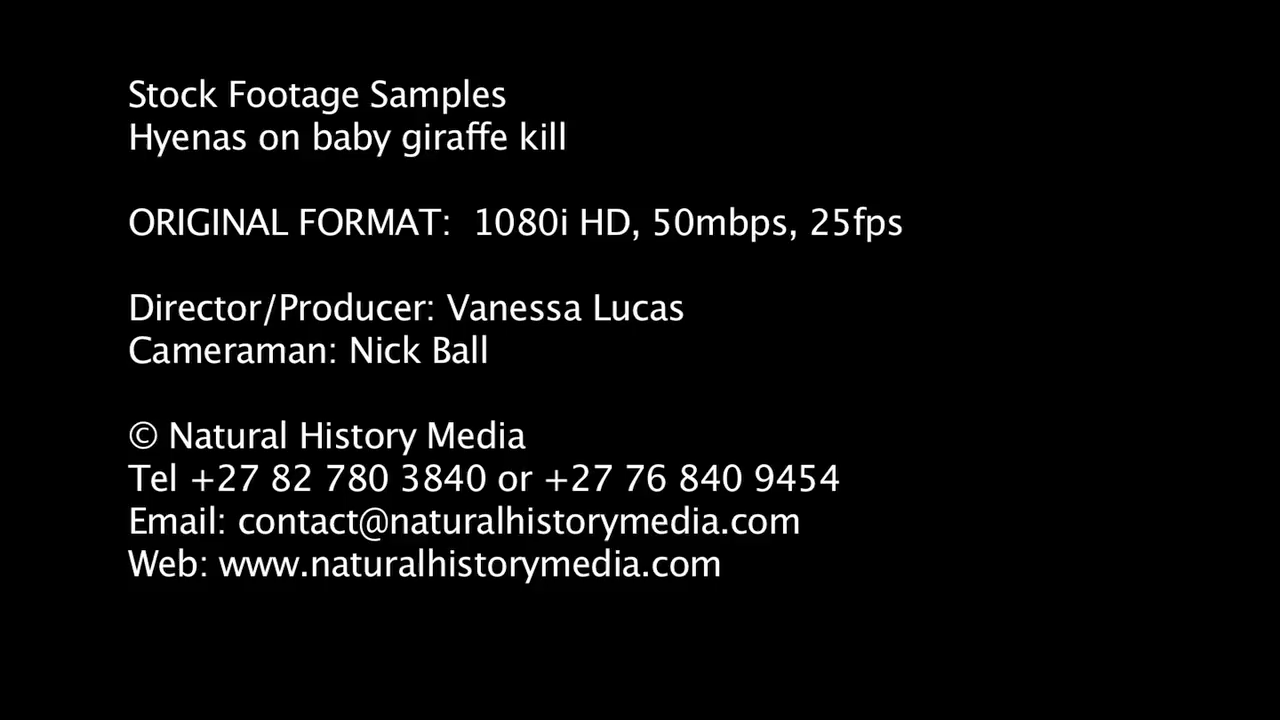 Stock Footage Samples
Hyenas on baby giraffe kill
ORIGINAL FORMAT:  1080i HD, 50mbps, 25fps
Director/Producer: Vanessa Lucas
Cameraman: Nick Ball
© Natural History Media
Tel +27 82 780 3840 or +27 76 840 9454
Email: contact@naturalhistorymedia.com
Web: www.naturalhistorymedia.com